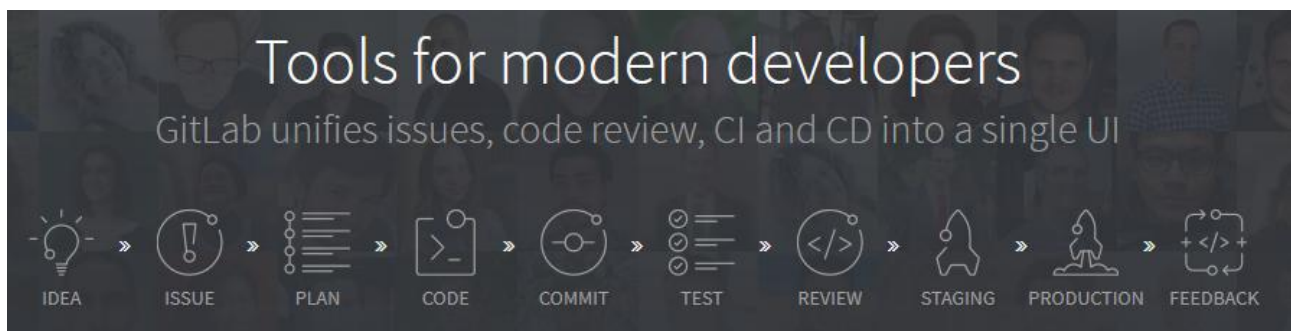 Tools for modern developers
GitLab unifies issues, code review, CI and CD into a single UI
IDEA » ISSUE » PLAN » CODE » COMMIT » TEST » REVIEW » STAGING » PRODUCTION » FEEDBACK